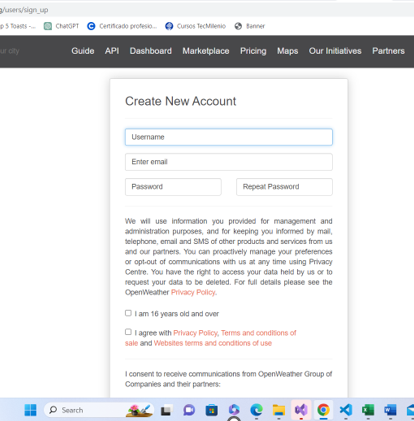 g/users/sign_up
p 5 Toasts -...
ChatGPT
Certificado profesio...
Cursos TecMilenio
Banner
ur city
Guide API Dashboard Marketplace Pricing Maps Our Initiatives Partners
Create New Account
Username
Enter email
Password
Repeat Password
We will use information you provided for management and
administration purposes, and for keeping you informed by mail,
telephone, email and SMS of other products and services from us
and our partners. You can proactively manage your preferences
or opt-out of communications with us at any time using Privacy
Centre. You have the right to access your data held by us or to
request your data to be deleted. For full details please see the
OpenWeather Privacy Policy.
I am 16 years old and over
I agree with Privacy Policy, Terms and conditions of
sale and Websites terms and conditions of use
I consent to receive communications from OpenWeather Group of
Companies and their partners:
Search